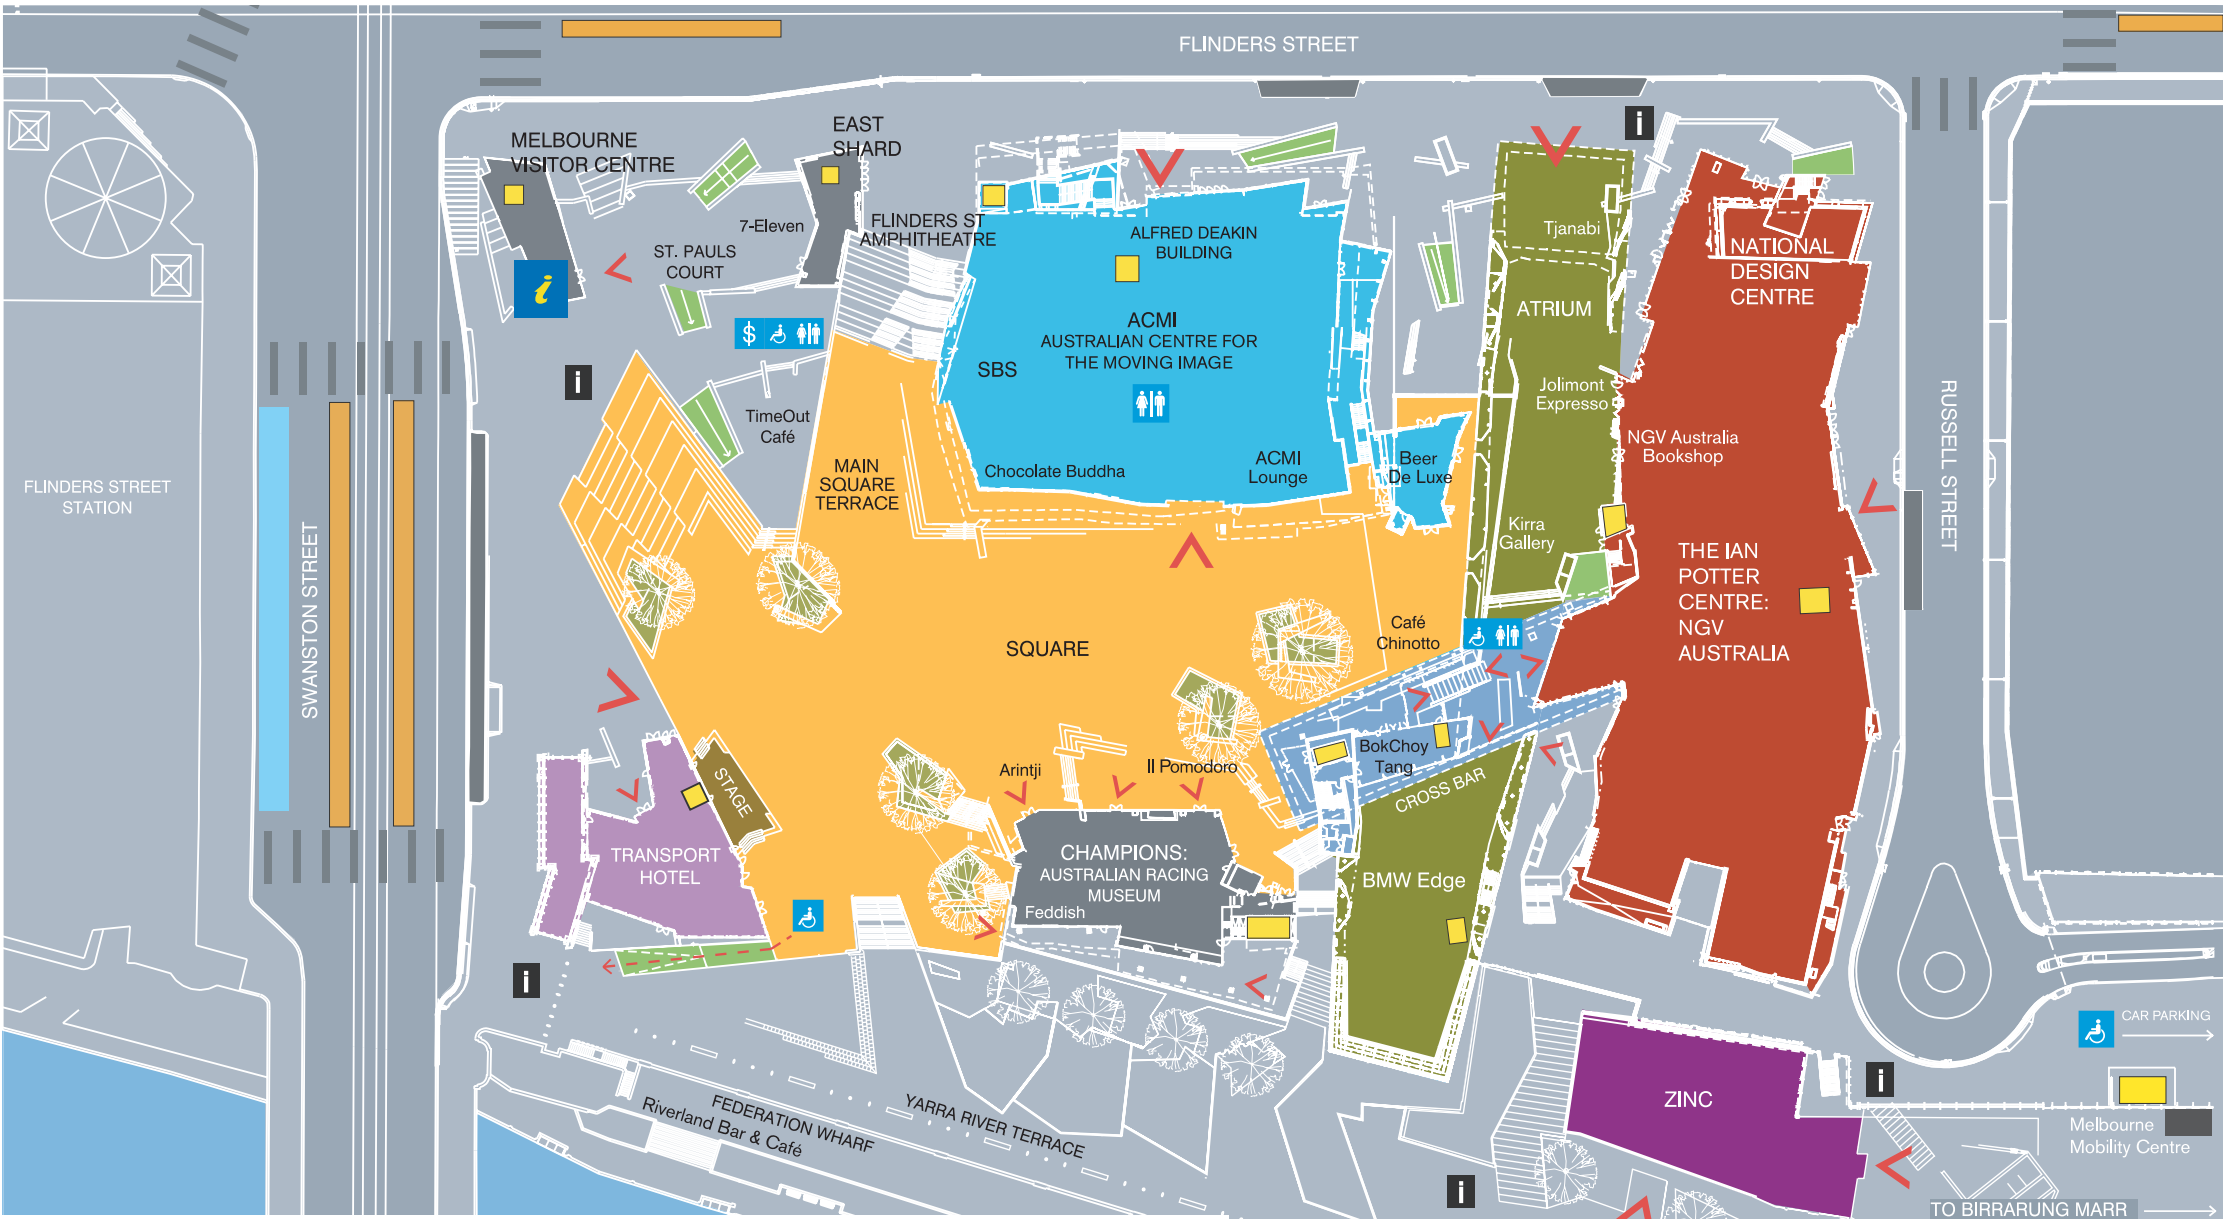 FLINDERS STREET
MELBOURNE
VISITOR CENTRE
EAST
SHARD
7-Eleven
FLINDERS ST
AMPHITHEATRE
ST. PAULS
COURT
i
i
$
ALFRED DEAKIN
BUILDING
ACMI
AUSTRALIAN CENTRE FOR
THE MOVING IMAGE
SBS
Chocolate Buddha
ACMI
Lounge
Beer
De Luxe
i
Tjanabi
ATRIUM
Jolimont
Expresso
Kirra
Gallery
NATIONAL
DESIGN
CENTRE
NGV Australia
Bookshop
THE IAN
POTTER
CENTRE:
NGV
AUSTRALIA
RUSSELL STREET
FLINDERS STREET
STATION
SWANSTON STREET
TimeOut
Café
MAIN
SQUARE
TERRACE
SQUARE
Café
Chinotto
BokChoy
Tang
CROSS BAR
BMW Edge
Arintji
Il Pomodoro
CHAMPIONS:
AUSTRALIAN RACING
MUSEUM
Feddish
STAGE
TRANSPORT
HOTEL
i
FEDERATION WHARF
Riverland Bar & Café
YARRA RIVER TERRACE
ZINC
i
i
CAR PARKING
Melbourne
Mobility Centre
TO BIRRARUNG MARR